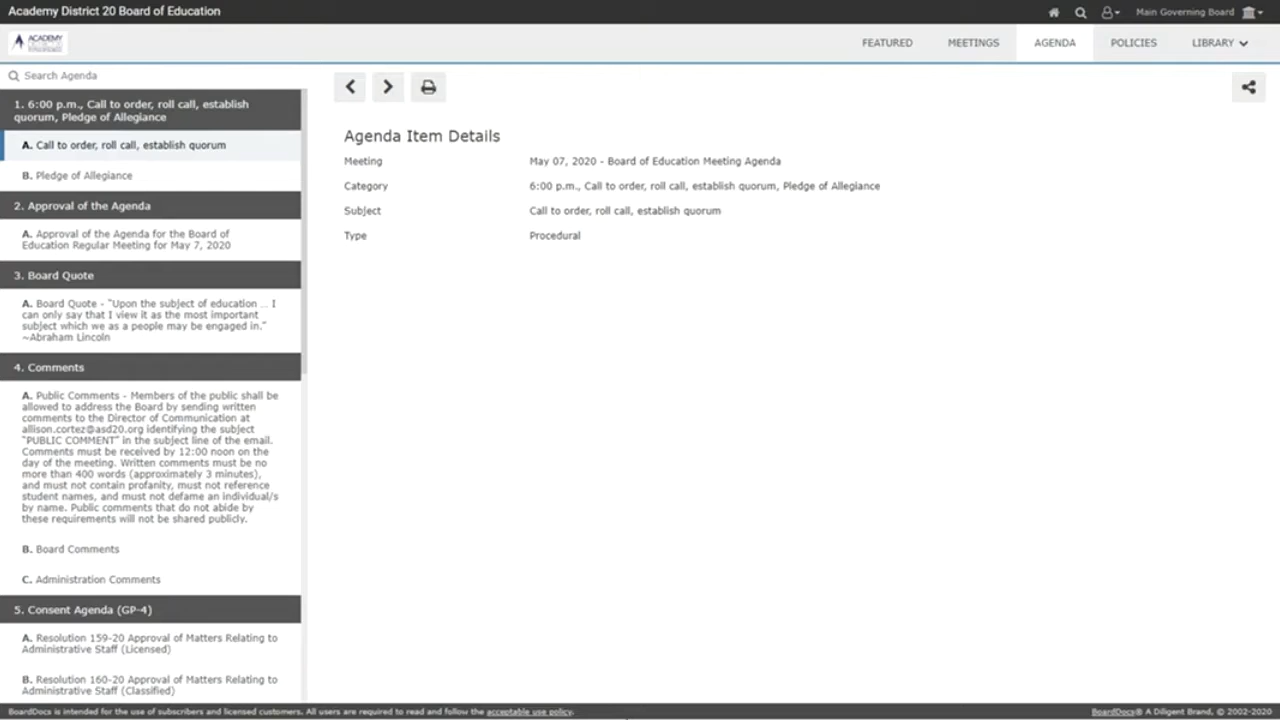 Academy District 20 Board of Education
Main Governing Board
ACADEMY
FEATURED
MEETINGS
AGENDA
POLICIES
LIBRARY
Search Agenda
1. 6:00 p.m., Call to order, roll call, establish
quorum, Pledge of Allegiance
A. Call to order, roll call, establish quorum
B. Pledge of Allegiance
2. Approval of the Agenda
A. Approval of the Agenda for the Board of
Education Regular Meeting for May 7, 2020
3. Board Quote
A. Board Quote - "Upon the subject of education ... I
can only say that I view it as the most important
subject which we as a people may be engaged in."
~Abraham Lincoln
4. Comments
A. Public Comments - Members of the public shall be
allowed to address the Board by sending written
comments to the Director of Communication at
allison.cortez@asd20.org identifying the subject
"PUBLIC COMMENT" in the subject line of the email.
Comments must be received by 12:00 noon on the
day of the meeting. Written comments must be no
more than 400 words (approximately 3 minutes),
and must not contain profanity, must not reference
student names, and must not defame an individual/s
by name. Public comments that do not abide by
these requirements will not be shared publicly.
B. Board Comments
C. Administration Comments
5. Consent Agenda (GP-4)
A. Resolution 159-20 Approval of Matters Relating to
Administrative Staff (Licensed)
B. Resolution 160-20 Approval of Matters Relating to
Administrative Staff (Classified)
Agenda Item Details
Meeting May 07, 2020 - Board of Education Meeting Agenda
Category 6:00 p.m., Call to order, roll call, establish quorum, Pledge of Allegiance
Subject Call to order, roll call, establish quorum
Type Procedural
BoardDocs is intended for the use of subscribers and licensed customers. All users are required to read and follow the acceptable use policy.
BoardDocs® A Diligent Brand, © 2002-2020